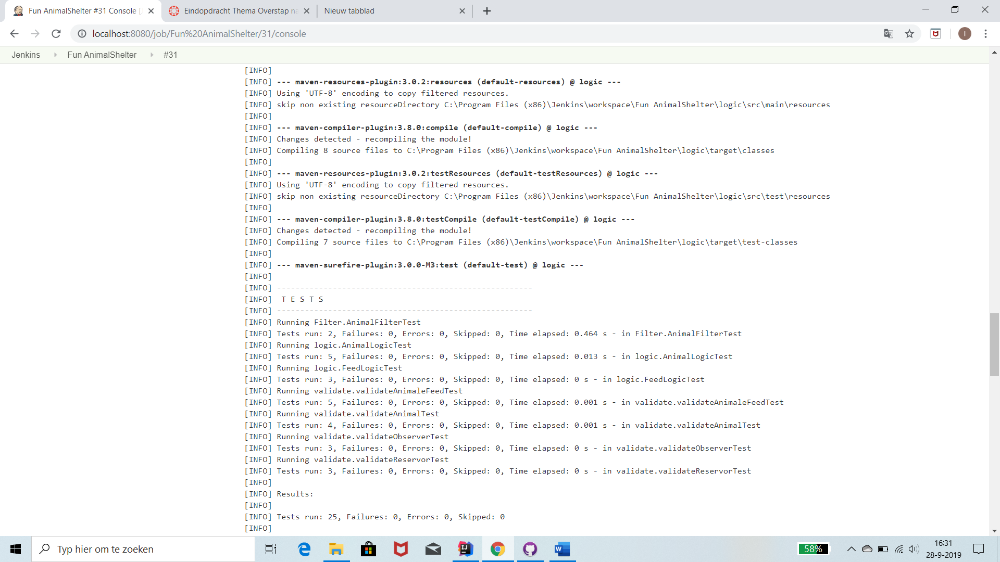 Fun AnimalShelter #31 Console [
Eindopdracht Thema Overstap na
Nieuw tabblad
localhost:8080/job/Fun%20AnimalShelter/31/console
I
Jenkins
Fun AnimalShelter
#31
[INFO]
[INFO] --- maven-resources-plugin:3.0.2:resources (default-resources) @ logic ---
[INFO] Using 'UTF-8' encoding to copy filtered resources.
[INFO] skip non existing resourceDirectory C:\Program Files (x86)\Jenkins\workspace\Fun AnimalShelter\logic\src\main\resources
[INFO]
[INFO] --- maven-compiler-plugin:3.8.0:compile (default-compile) @ logic ---
[INFO] Changes detected - recompiling the module!
[INFO] Compiling 8 source files to C:\Program Files (x86)\Jenkins\workspace\Fun AnimalShelter\logic\target\classes
[INFO]
[INFO] --- maven-resources-plugin:3.0.2:testResources (default-testResources) @ logic ---
[INFO] Using 'UTF-8' encoding to copy filtered resources.
[INFO] skip non existing resourceDirectory C:\Program Files (x86)\Jenkins\workspace\Fun AnimalShelter\logic\src\test\resources
[INFO]
[INFO] --- maven-compiler-plugin:3.8.0:testCompile (default-testCompile) @ logic ---
[INFO] Changes detected - recompiling the module!
[INFO] Compiling 7 source files to C:\Program Files (x86)\Jenkins\workspace\Fun AnimalShelter\logic\target\test-classes
[INFO]
[INFO] --- maven-surefire-plugin:3.0.0-M3:test (default-test) @ logic ---
[INFO]
[INFO] -------------------------------------------------------
[INFO]  T E S T S
[INFO] -------------------------------------------------------
[INFO] Running Filter.AnimalFilterTest
[INFO] Tests run: 2, Failures: 0, Errors: 0, Skipped: 0, Time elapsed: 0.464 s - in Filter.AnimalFilterTest
[INFO] Running logic.AnimalLogicTest
[INFO] Tests run: 5, Failures: 0, Errors: 0, Skipped: 0, Time elapsed: 0.013 s - in logic.AnimalLogicTest
[INFO] Running logic.FeedLogicTest
[INFO] Tests run: 3, Failures: 0, Errors: 0, Skipped: 0, Time elapsed: 0 s - in logic.FeedLogicTest
[INFO] Running validate.validateAnimaleFeedTest
[INFO] Tests run: 5, Failures: 0, Errors: 0, Skipped: 0, Time elapsed: 0.001 s - in validate.validateAnimaleFeedTest
[INFO] Running validate.validateAnimalTest
[INFO] Tests run: 4, Failures: 0, Errors: 0, Skipped: 0, Time elapsed: 0.001 s - in validate.validateAnimalTest
[INFO] Running validate.validateObserverTest
[INFO] Tests run: 3, Failures: 0, Errors: 0, Skipped: 0, Time elapsed: 0 s - in validate.validateObserverTest
[INFO] Running validate.validateReservorTest
[INFO] Tests run: 3, Failures: 0, Errors: 0, Skipped: 0, Time elapsed: 0 s - in validate.validateReservorTest
[INFO]
[INFO] Results:
[INFO]
[INFO] Tests run: 25, Failures: 0, Errors: 0, Skipped: 0
[INFO]
Typ hier om te zoeken
58%
16:31
28-9-2019